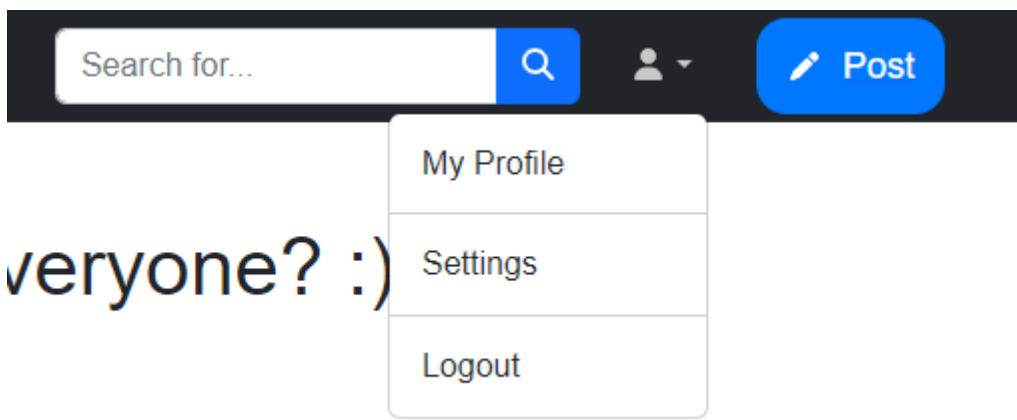 Search for...
Post
My Profile
veryone? :)
Settings
Logout